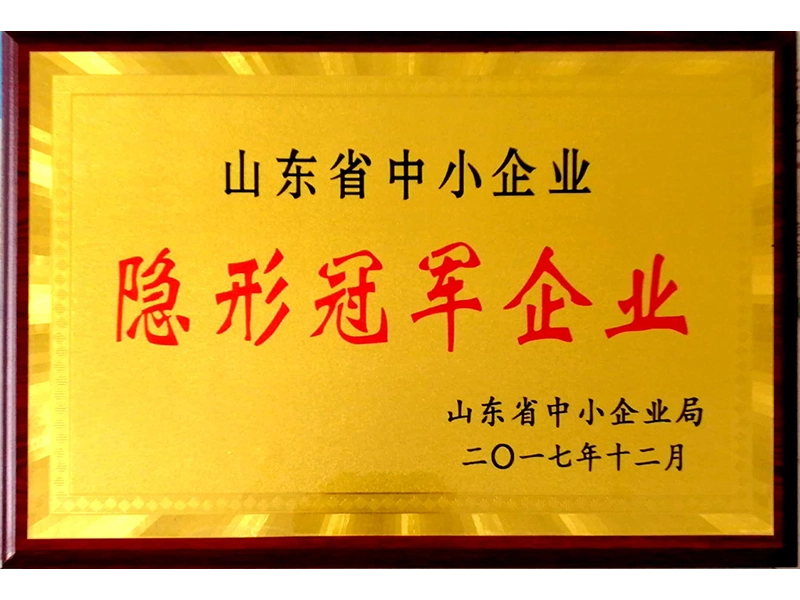 山东省中小企业
隐形冠军企业
山东省中小企业局
二〇一七年十二月